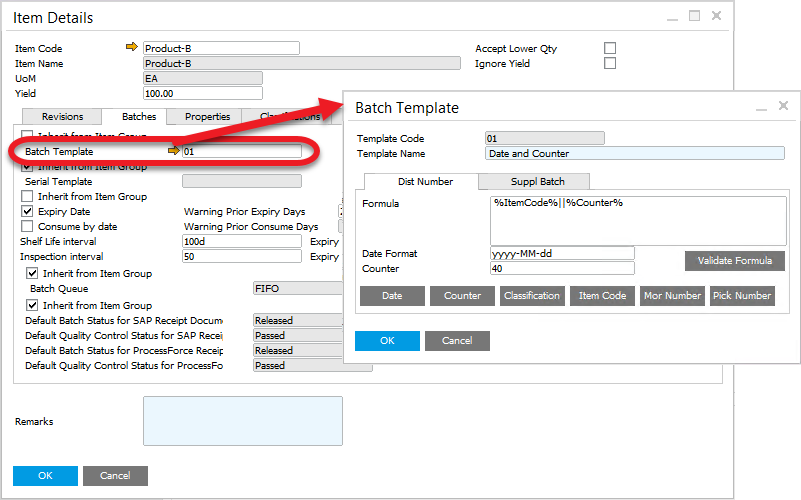 Item Details
Item Code Product-B Accept Lower Qty
Item Name Product-B Ignore Yield
UoM EA
Yield 100.00
Revisions Batches Properties Classifications
Inherit from Item Group
Batch Template 01
Inherit from Item Group
Serial Template
Inherit from Item Group
Expiry Date Warning Prior Expiry Days
Consume by date Warning Prior Consume Days
Shelf Life interval 100d Expiry
Inspection interval 50 Expiry
Inherit from Item Group
Batch Queue FIFO
Inherit from Item Group
Default Batch Status for SAP Receipt Docume Released
Default Quality Control Status for SAP Recei Passed
Default Batch Status for ProcessForce Receip Released
Default Quality Control Status for ProcessFo Passed
Remarks
OK Cancel
Batch Template
Template Code 01
Template Name Date and Counter
Dist Number Suppl Batch
Formula %ItemCode%||%Counter%
Date Format yyyy-MM-dd
Counter 40
Validate Formula
Date Counter Classification Item Code Mor Number Pick Number
OK Cancel